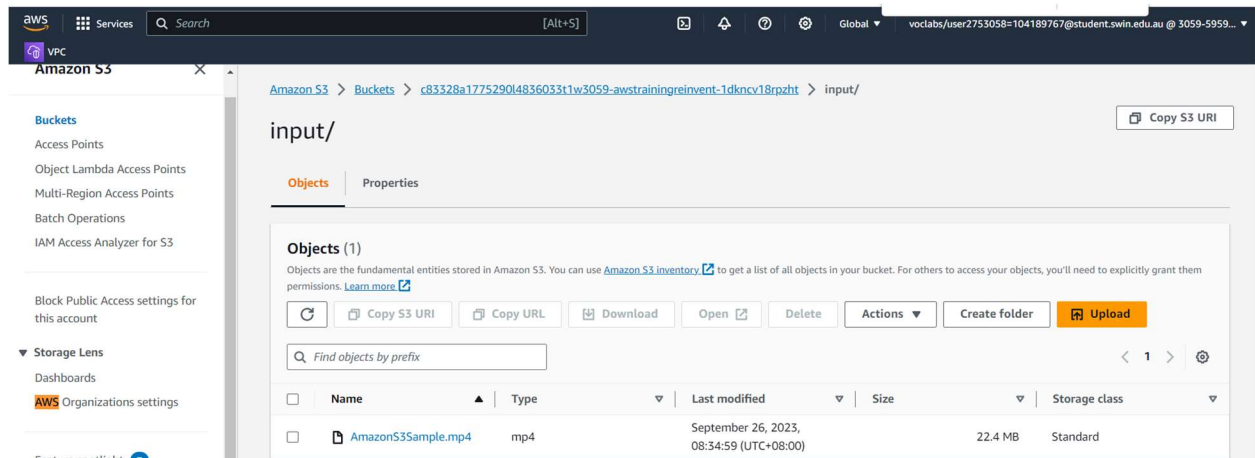 aws
Services
Search
[Alt+S]
Global
voclabs/user2753058=104189767@student.swin.edu.au @ 3059-5959...
VPC
Amazon S3
Buckets
Access Points
Object Lambda Access Points
Multi-Region Access Points
Batch Operations
IAM Access Analyzer for S3
Block Public Access settings for
this account
Storage Lens
Dashboards
AWS Organizations settings
Amazon S3 > Buckets > c83328a1775290l4836033t1w3059-awstrainingreinvent-1dkncv18rpzht > input/
input/
Copy S3 URI
Objects
Properties
Objects (1)
Objects are the fundamental entities stored in Amazon S3. You can use Amazon S3 inventory to get a list of all objects in your bucket. For others to access your objects, you'll need to explicitly grant them
permissions. Learn more
Copy S3 URI
Copy URL
Download
Open
Delete
Actions
Create folder
Upload
Find objects by prefix
< 1 >
Name
Type
Last modified
Size
Storage class
AmazonS3Sample.mp4
mp4
September 26, 2023,
08:34:59 (UTC+08:00)
22.4 MB
Standard